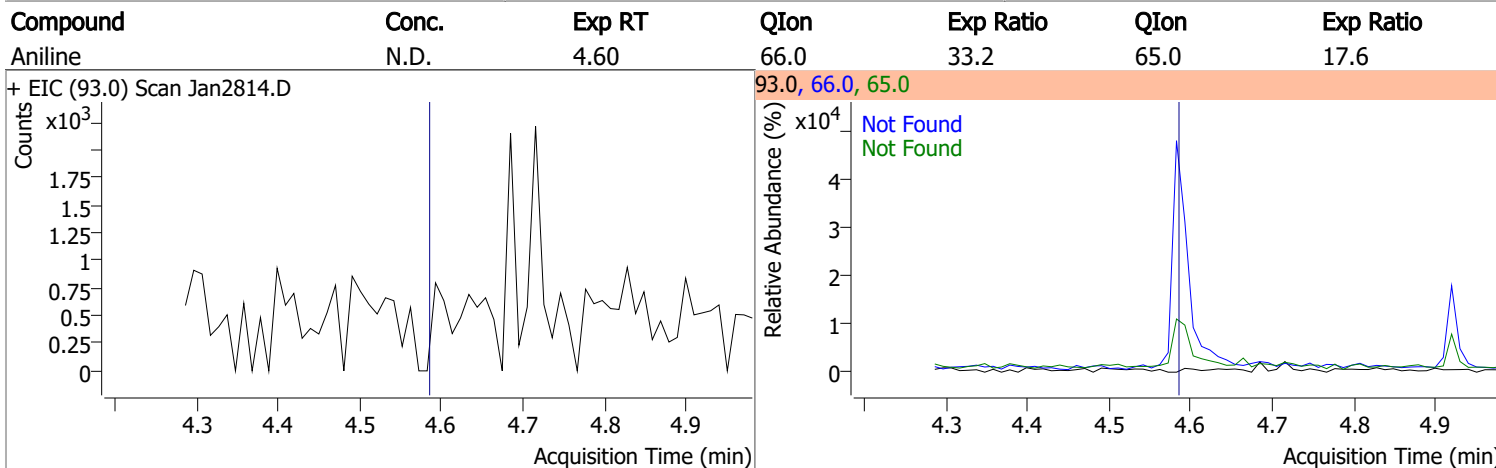 Compound Conc. Exp RT QIon Exp Ratio QIon Exp Ratio
Aniline N.D. 4.60 66.0 33.2 65.0 17.6
+ EIC (93.0) Scan Jan2814.D
Counts
x10³
1.75
1.5
1.25
1
0.75
0.5
0.25
0
4.3 4.4 4.5 4.6 4.7 4.8 4.9
Acquisition Time (min)
93.0, 66.0, 65.0
Relative Abundance (%)
x10⁴
Not Found
Not Found
4
3
2
1
0
4.3 4.4 4.5 4.6 4.7 4.8 4.9
Acquisition Time (min)